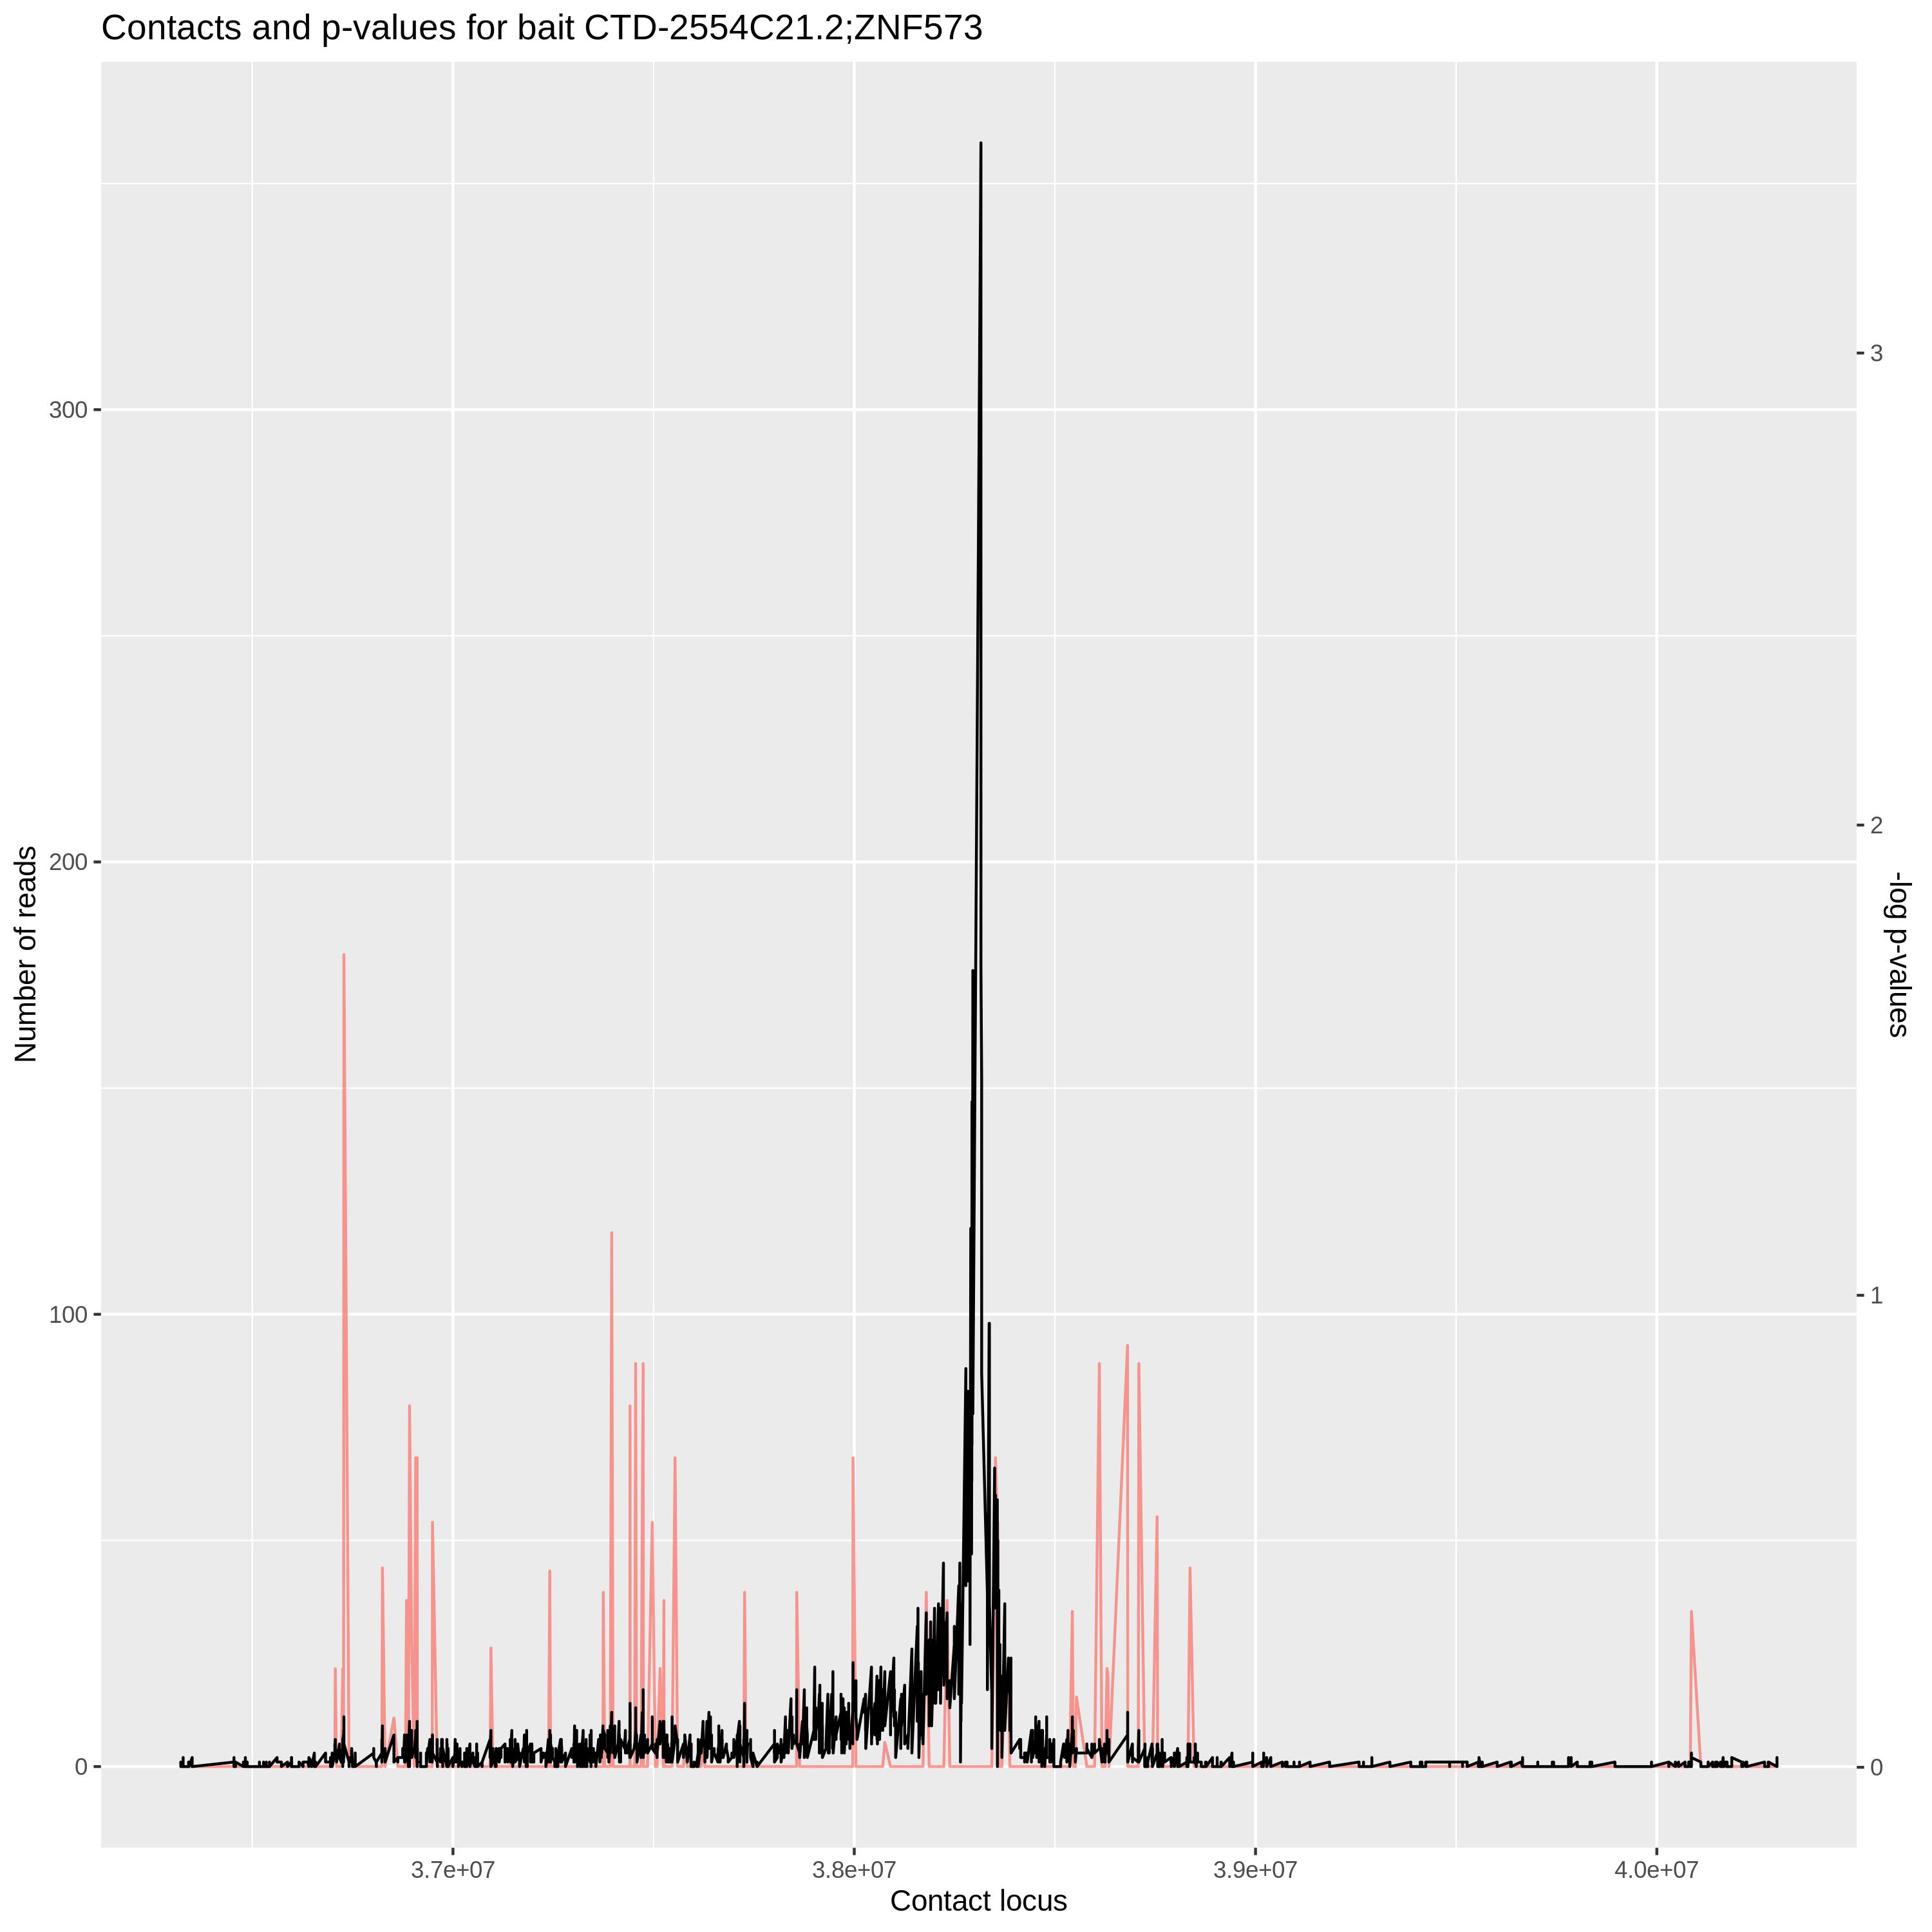 Contacts and p-values for bait CTD-2554C21.2;ZNF573
300
200
100
0
Number of reads
3
2
1
0
-log p-values
3.7e+07 3.8e+07 3.9e+07 4.0e+07
Contact locus